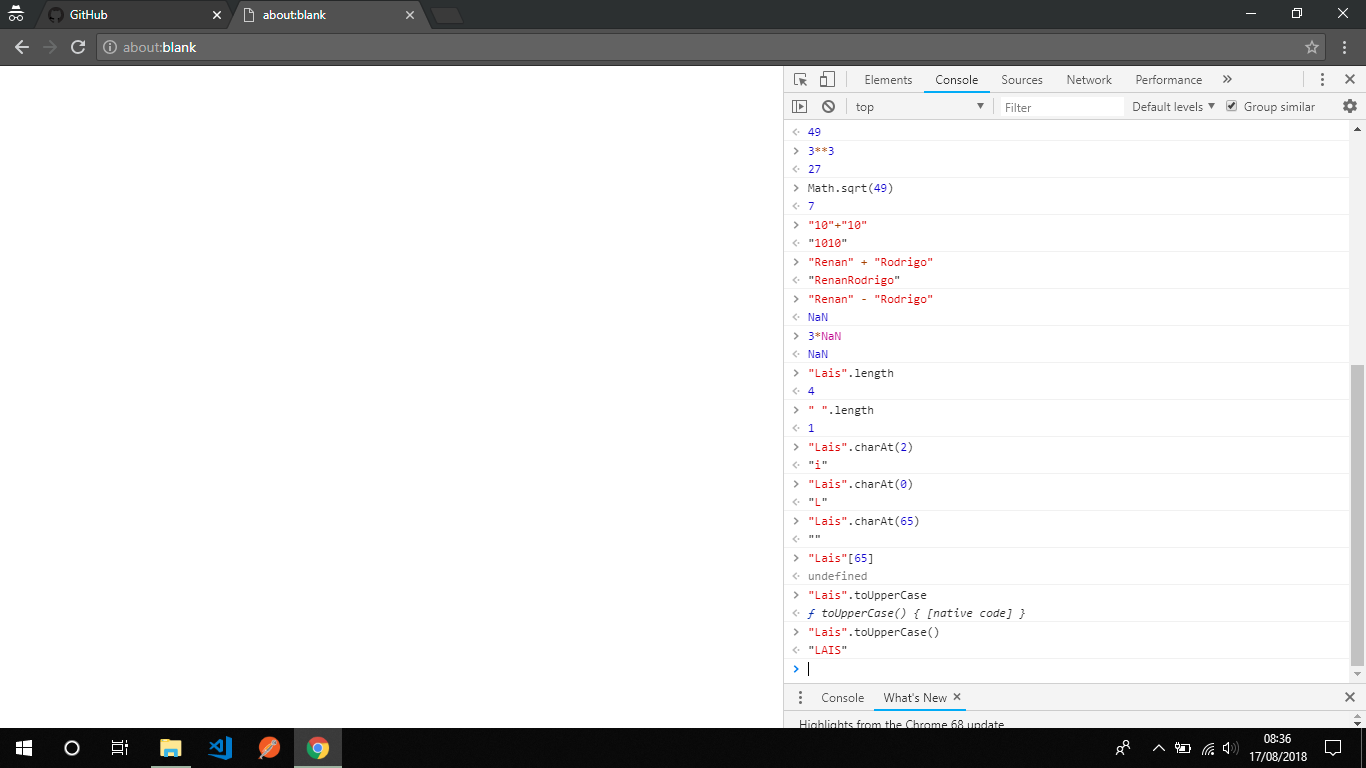 GitHub
about:blank
about:blank
Elements Console Sources Network Performance »
top Filter Default levels Group similar
49
3**3
27
Math.sqrt(49)
7
"10"+"10"
"1010"
"Renan" + "Rodrigo"
"RenanRodrigo"
"Renan" - "Rodrigo"
NaN
3*NaN
NaN
"Lais".length
4
" ".length
1
"Lais".charAt(2)
"i"
"Lais".charAt(0)
"L"
"Lais".charAt(65)
""
"Lais"[65]
undefined
"Lais".toUpperCase
ƒ toUpperCase() { [native code] }
"Lais".toUpperCase()
"LAIS"
Console What's New
Highlights from the Chrome 68 update
08:36
17/08/2018